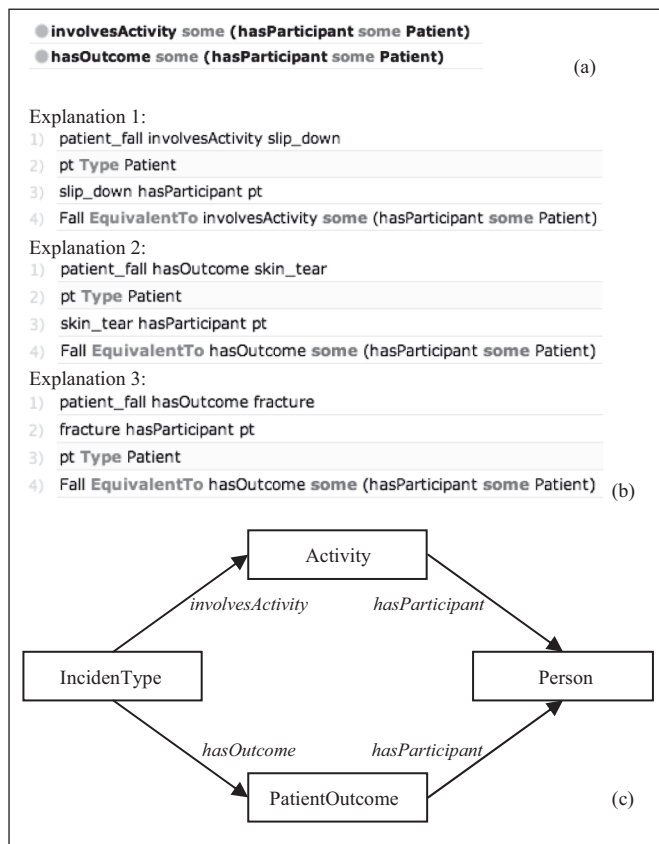 involvesActivity some (hasParticipant some Patient)
hasOutcome some (hasParticipant some Patient)
(a)
Explanation 1:
1) patient_fall involvesActivity slip_down
2) pt Type Patient
3) slip_down hasParticipant pt
4) Fall EquivalentTo involvesActivity some (hasParticipant some Patient)
Explanation 2:
1) patient_fall hasOutcome skin_tear
2) pt Type Patient
3) skin_tear hasParticipant pt
4) Fall EquivalentTo hasOutcome some (hasParticipant some Patient)
Explanation 3:
1) patient_fall hasOutcome fracture
2) fracture hasParticipant pt
3) pt Type Patient
4) Fall EquivalentTo hasOutcome some (hasParticipant some Patient)
(b)
Activity
involvesActivity hasParticipant
IncidenType Person
hasOutcome hasParticipant
PatientOutcome
(c)